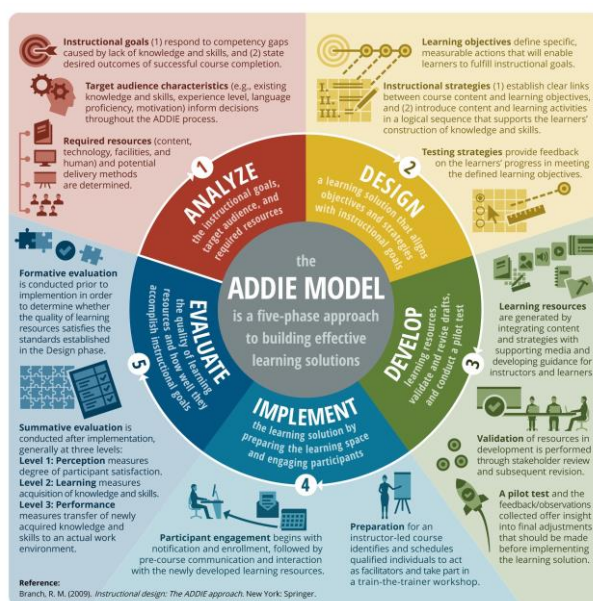 Instructional goals (1) respond to competency gaps
caused by lack of knowledge and skills, and (2) state
desired outcomes of successful course completion.
Target audience characteristics (e.g., existing
knowledge and skills, experience level, language
proficiency, motivation) inform decisions
throughout the ADDIE process.
Required resources (content,
technology, facilities, and
human) and potential
delivery methods
are determined.
Learning objectives define specific,
measurable actions that will enable
learners to fulfill instructional goals.
Instructional strategies (1) establish clear links
between course content and learning objectives,
and (2) introduce content and learning activities
in a logical sequence that supports the learners'
construction of knowledge and skills.
I.
II.
III.
Testing strategies provide feedback
on the learners' progress in meeting
the defined learning objectives.
1
ANALYZE
the instructional goals,
target audience, and
required resources
2
DESIGN
a learning solution that aligns
objectives and strategies
with instructional goals
the
ADDIE MODEL
is a five-phase approach
to building effective
learning solutions
3
DEVELOP
learning resources,
validate and revise drafts,
and conduct a pilot test
Learning resources
are generated by
integrating content
and strategies with
supporting media and
developing guidance for
instructors and learners
Validation of resources in
development is performed
through stakeholder review
and subsequent revision.
A pilot test and the
feedback/observations
collected offer insight
into final adjustments
that should be made
before implementing
the learning solution.
4
IMPLEMENT
the learning solution by
preparing the learning space
and engaging participants
Participant engagement begins with
notification and enrollment, followed by
pre-course communication and interaction
with the newly developed learning resources.
Preparation for an
instructor-led course
identifies and schedules
qualified individuals to act
as facilitators and take part in
a train-the-trainer workshop.
5
EVALUATE
the quality of learning
resources and how well they
accomplish instructional goals
Formative evaluation
is conducted prior to
implemention in order
to determine whether
the quality of learning
resources satisfies the
standards established
in the Design phase.
Summative evaluation is
conducted after implementation,
generally at three levels:
Level 1: Perception measures
degree of participant satisfaction.
Level 2: Learning measures
acquisition of knowledge and skills.
Level 3: Performance
measures transfer of newly
acquired knowledge and
skills to an actual work
environment.
Reference:
Branch, R. M. (2009). Instructional design: The ADDIE approach. New York: Springer.